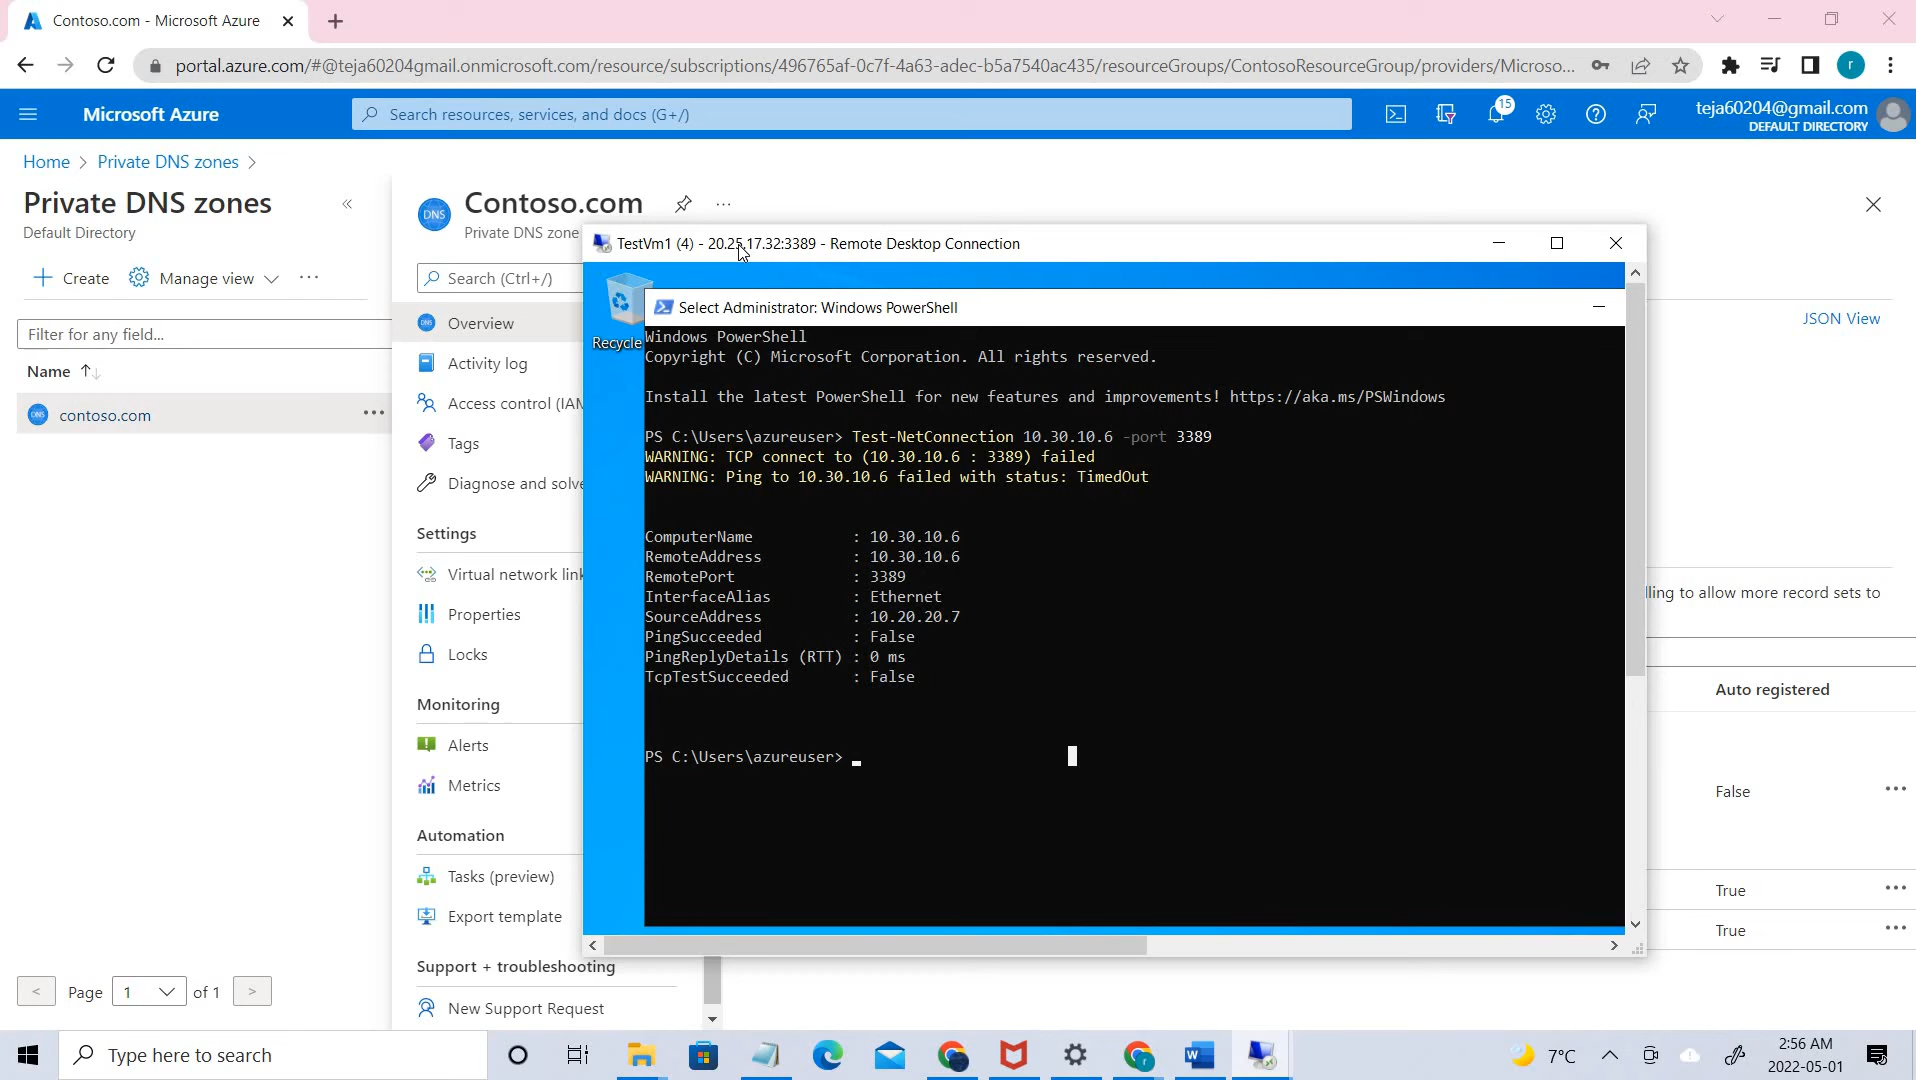 Contoso.com - Microsoft Azure
portal.azure.com/#@teja60204gmail.onmicrosoft.com/resource/subscriptions/496765af-0c7f-4a63-adec-b5a7540ac435/resourceGroups/ContosoResourceGroup/providers/Microso...
r
Microsoft Azure
Search resources, services, and docs (G+/)
15
teja60204@gmail.com
DEFAULT DIRECTORY
Home > Private DNS zones >
Private DNS zones
Default Directory
Create
Manage view
Filter for any field...
Name
DNS
contoso.com
Page 1 of 1
DNS
Contoso.com
Private DNS zone
Search (Ctrl+/)
DNS
Overview
Activity log
Access control (IAM
Tags
Diagnose and solve
Settings
Virtual network link
Properties
Locks
Monitoring
Alerts
Metrics
Automation
Tasks (preview)
Export template
Support + troubleshooting
New Support Request
JSON View
lling to allow more record sets to
Auto registered
False
True
True
TestVm1 (4) - 20.25.17.32:3389 - Remote Desktop Connection
Recycle
Select Administrator: Windows PowerShell
Windows PowerShell
Copyright (C) Microsoft Corporation. All rights reserved.
Install the latest PowerShell for new features and improvements! https://aka.ms/PSWindows
PS C:\Users\azureuser> Test-NetConnection 10.30.10.6 -port 3389
WARNING: TCP connect to (10.30.10.6 : 3389) failed
WARNING: Ping to 10.30.10.6 failed with status: TimedOut
ComputerName : 10.30.10.6
RemoteAddress : 10.30.10.6
RemotePort : 3389
InterfaceAlias : Ethernet
SourceAddress : 10.20.20.7
PingSucceeded : False
PingReplyDetails (RTT) : 0 ms
TcpTestSucceeded : False
PS C:\Users\azureuser>
Type here to search
7°C
2:56 AM
2022-05-01